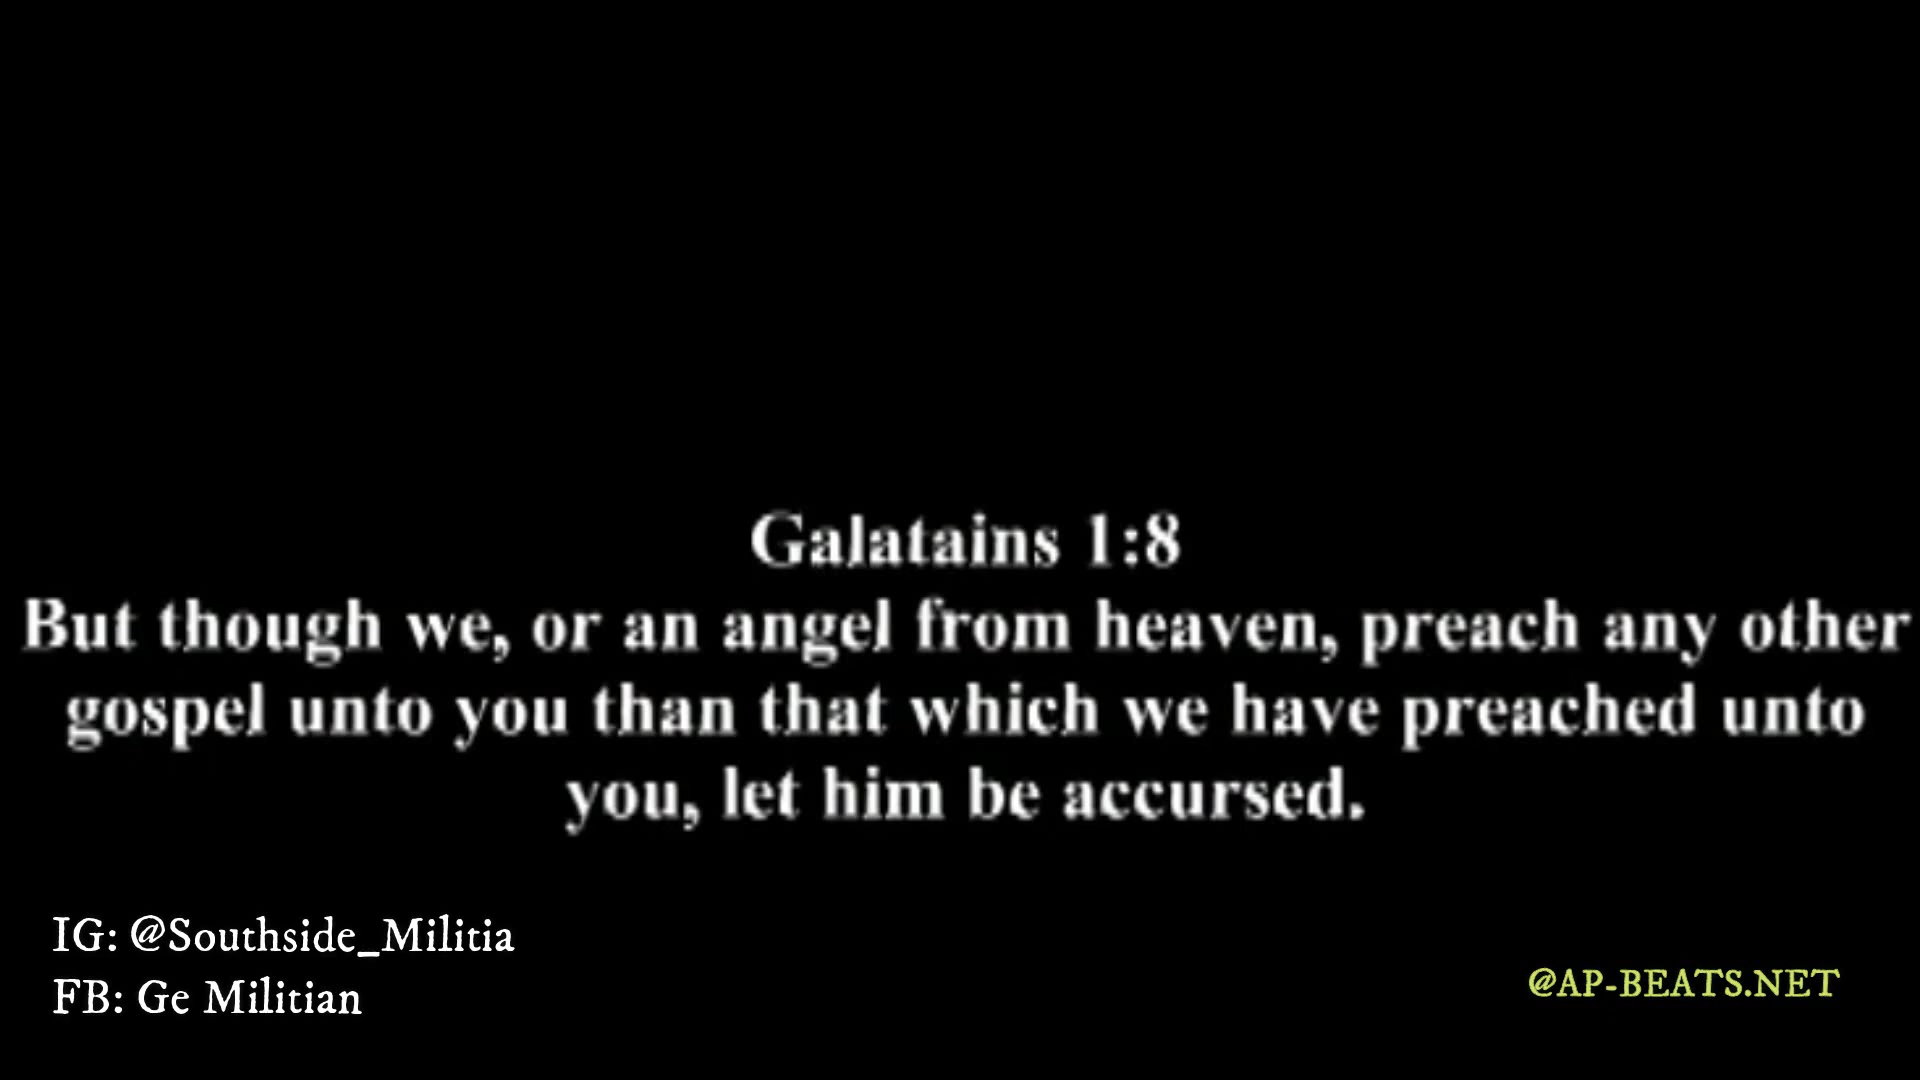 Galatains 1:8
But though we, or an angel from heaven, preach any other
gospel unto you than that which we have preached unto
you, let him be accursed.
IG: @Southside_Militia
FB: Ge Militian
@AP-BEATS.NET